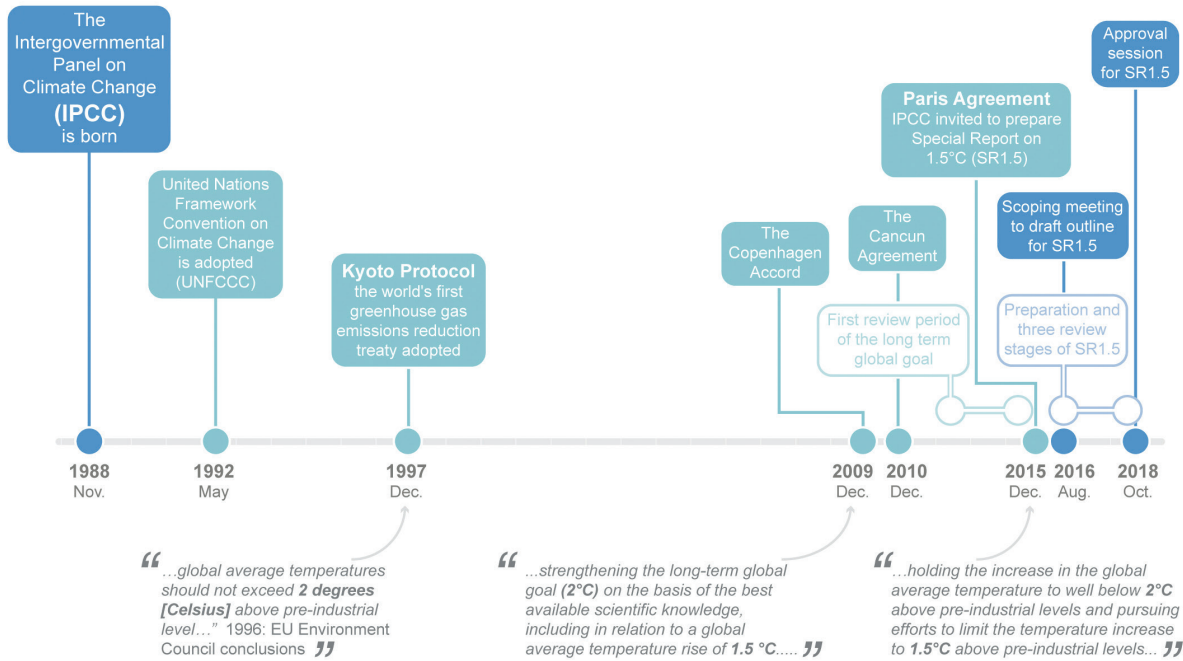 The
Intergovernmental
Panel on
Climate Change
(IPCC)
is born
United Nations
Framework
Convention on
Climate Change
is adopted
(UNFCCC)
Kyoto Protocol
the world's first
greenhouse gas
emissions reduction
treaty adopted
The
Copenhagen
Accord
The
Cancun
Agreement
First review period
of the long term
global goal
Paris Agreement
IPCC invited to prepare
Special Report on
1.5°C (SR1.5)
Scoping meeting
to draft outline
for SR1.5
Preparation and
three review
stages of SR1.5
Approval
session
for SR1.5
1988
Nov.
1992
May
1997
Dec.
2009
Dec.
2010
Dec.
2015
Dec.
2016
Aug.
2018
Oct.
“ ...global average temperatures
should not exceed 2 degrees
[Celsius] above pre-industrial
level...” 1996: EU Environment
Council conclusions ”
“ ...strengthening the long-term global
goal (2°C) on the basis of the best
available scientific knowledge,
including in relation to a global
average temperature rise of 1.5 °C..... ”
“ ...holding the increase in the global
average temperature to well below 2°C
above pre-industrial levels and pursuing
efforts to limit the temperature increase
to 1.5°C above pre-industrial levels... ”